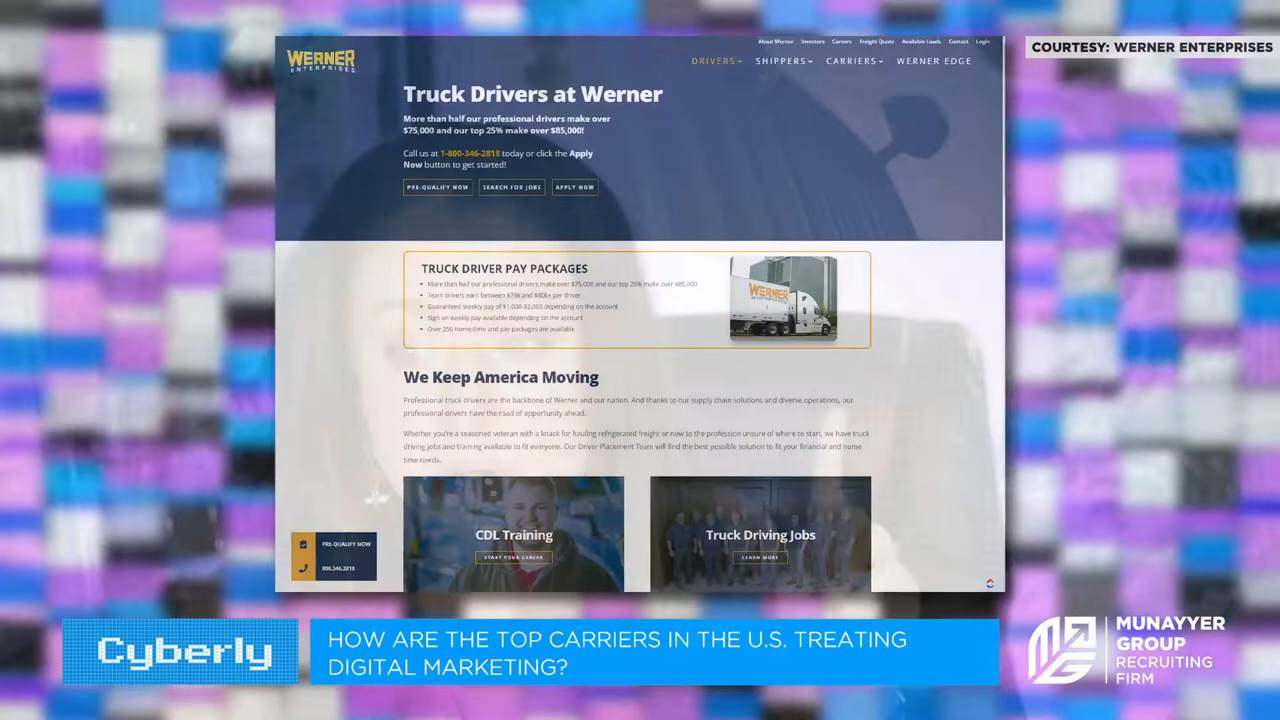 COURTESY: WERNER ENTERPRISES
WERNER
ENTERPRISES
About Werner Investors Careers Freight Quote Available Loads Contact Login
DRIVERS SHIPPERS CARRIERS WERNER EDGE
Truck Drivers at Werner
More than half our professional drivers make over
$75,000 and our top 25% make over $85,000!
Call us at 1-800-346-2818 today or click the Apply
Now button to get started!
PRE-QUALIFY NOW SEARCH FOR JOBS APPLY NOW
TRUCK DRIVER PAY PACKAGES
• More than half our professional drivers make over $75,000 and our top 25% make over $85,000
• Team drivers earn between $73k and $80k+ per driver
• Guaranteed weekly pay of $1,000-$2,000 depending on the account
• Sign on weekly pay available depending on the account
• Over 250 home-time and pay packages are available
WERNER
We Keep America Moving
Professional truck drivers are the backbone of Werner and our nation. And thanks to our supply chain solutions and diverse operations, our
professional drivers have the road of opportunity ahead.
Whether you're a seasoned veteran with a knack for hauling refrigerated freight or new to the profession unsure of where to start, we have truck
driving jobs and training available to fit everyone. Our Driver Placement Team will find the best possible solution to fit your financial and home
time needs.
CDL Training
START YOUR CAREER
Truck Driving Jobs
LEARN MORE
PRE-QUALIFY NOW
800.346.2818
Cyberly
HOW ARE THE TOP CARRIERS IN THE U.S. TREATING
DIGITAL MARKETING?
MUNAYYER
GROUP
RECRUITING
FIRM